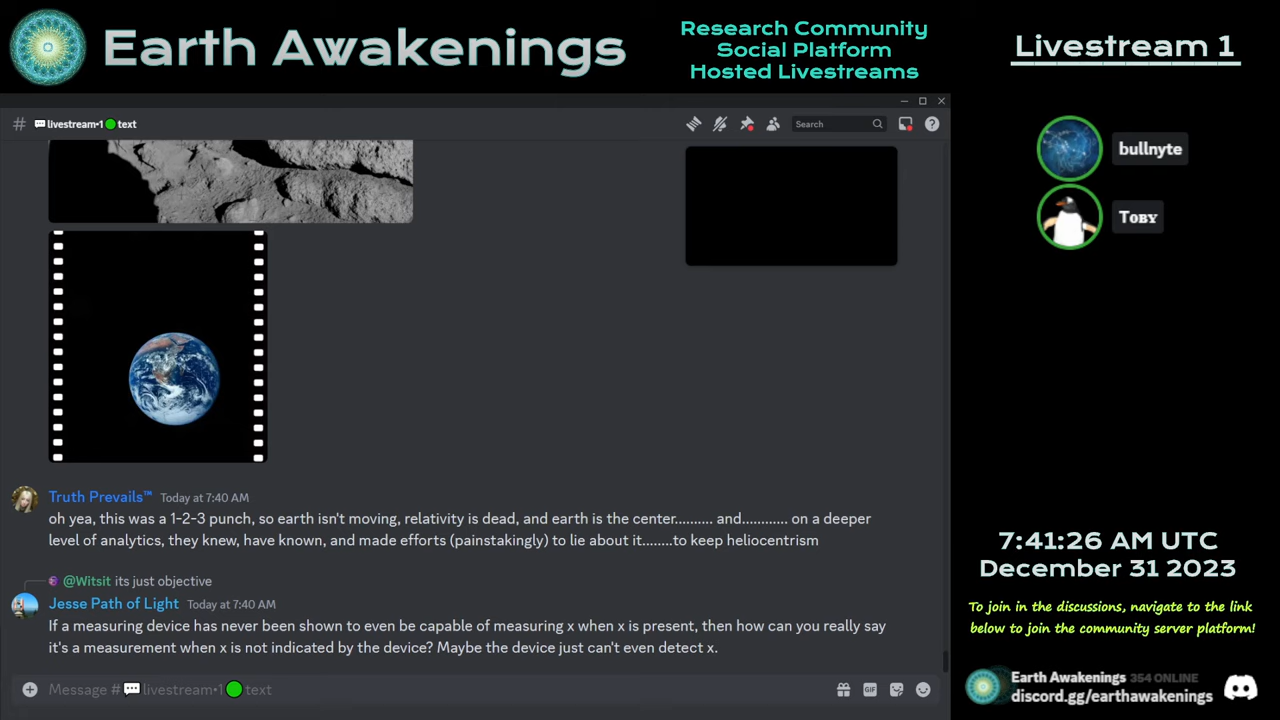 Earth Awakenings
Research Community
Social Platform
Hosted Livestreams
Livestream 1
# livestream•1 text
Search
bullnyte
Toby
Truth Prevails™ Today at 7:40 AM
oh yea, this was a 1-2-3 punch, so earth isn't moving, relativity is dead, and earth is the center.......... and............ on a deeper
level of analytics, they knew, have known, and made efforts (painstakingly) to lie about it........to keep heliocentrism
@Witsit its just objective
Jesse Path of Light Today at 7:40 AM
If a measuring device has never been shown to even be capable of measuring x when x is present, then how can you really say
it's a measurement when x is not indicated by the device? Maybe the device just can't even detect x.
Message # livestream•1 text
GIF
7:41:26 AM UTC
December 31 2023
To join in the discussions, navigate to the link
below to join the community server platform!
Earth Awakenings 354 ONLINE
discord.gg/earthawakenings